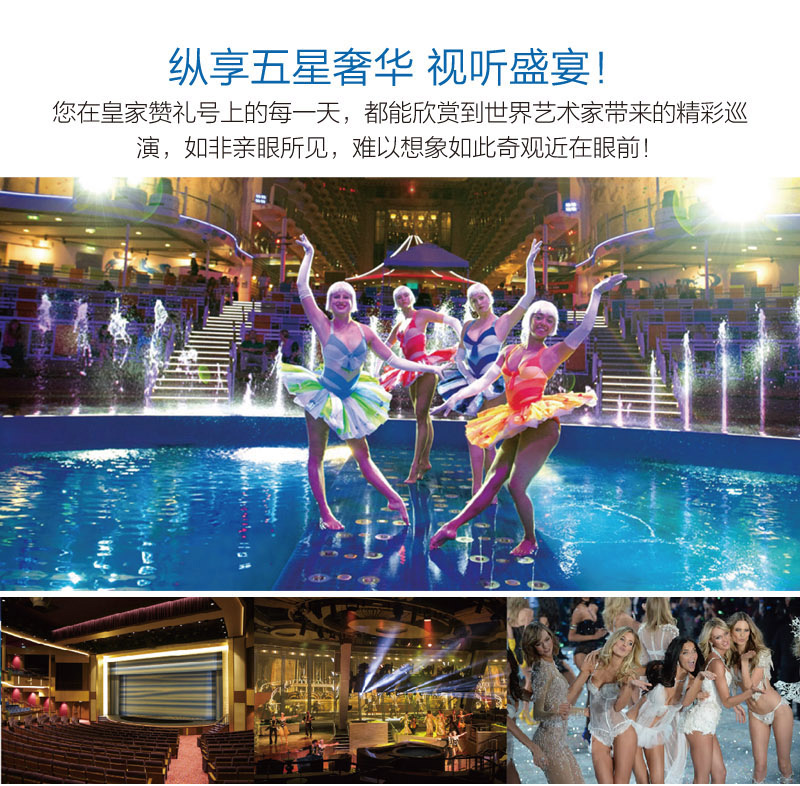 纵享五星奢华 视听盛宴！
您在皇家赞礼号上的每一天，都能欣赏到世界艺术家带来的精彩巡
演，如非亲眼所见，难以想象如此奇观近在眼前！